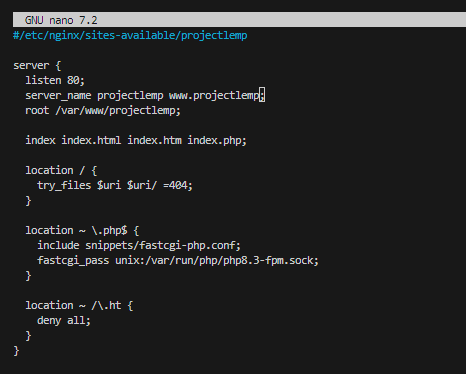 GNU nano 7.2
#/etc/nginx/sites-available/projectlemp
server {
listen 80;
server_name projectlemp www.projectlemp;
root /var/www/projectlemp;
index index.html index.htm index.php;
location / {
try_files $uri $uri/ =404;
}
location ~ \.php$ {
include snippets/fastcgi-php.conf;
fastcgi_pass unix:/var/run/php/php8.3-fpm.sock;
}
location ~ /\.ht {
deny all;
}
}